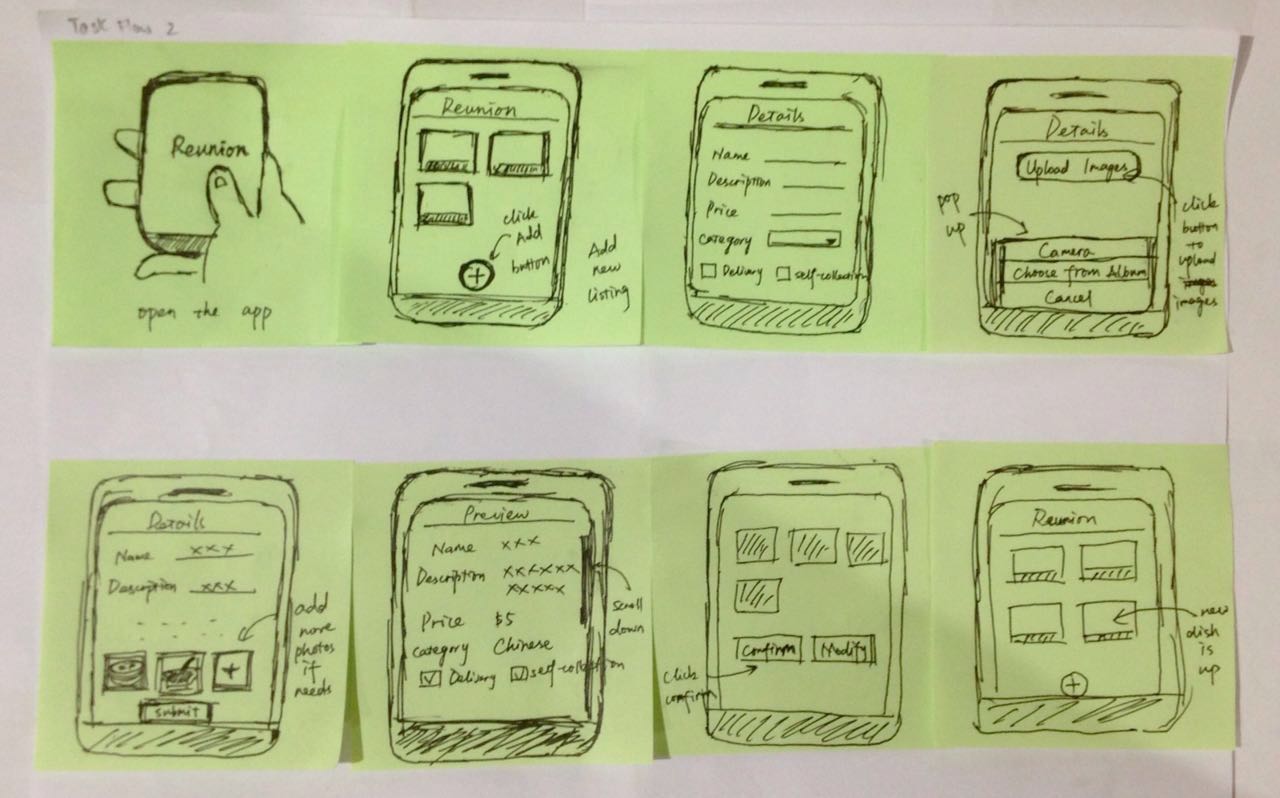 Task Flow 2
Reunion
open the app
Reunion
click
Add
button
Add
new
listing
Details
Name
Description
Price
Category
Delivery
self-collection
Details
Upload Images
pop
up
click
button
to
upload
images
Camera
Choose from Album
Cancel
Details
Name xxx
Description xxx
add
more
photos
if
needs
+
submit
Preview
Name xxx
Description xxxxxx
xxxxx
Price $5
Category Chinese
Delivery self-collection
scroll
down
Confirm Modify
click
confirm
Reunion
new
dish
is
up